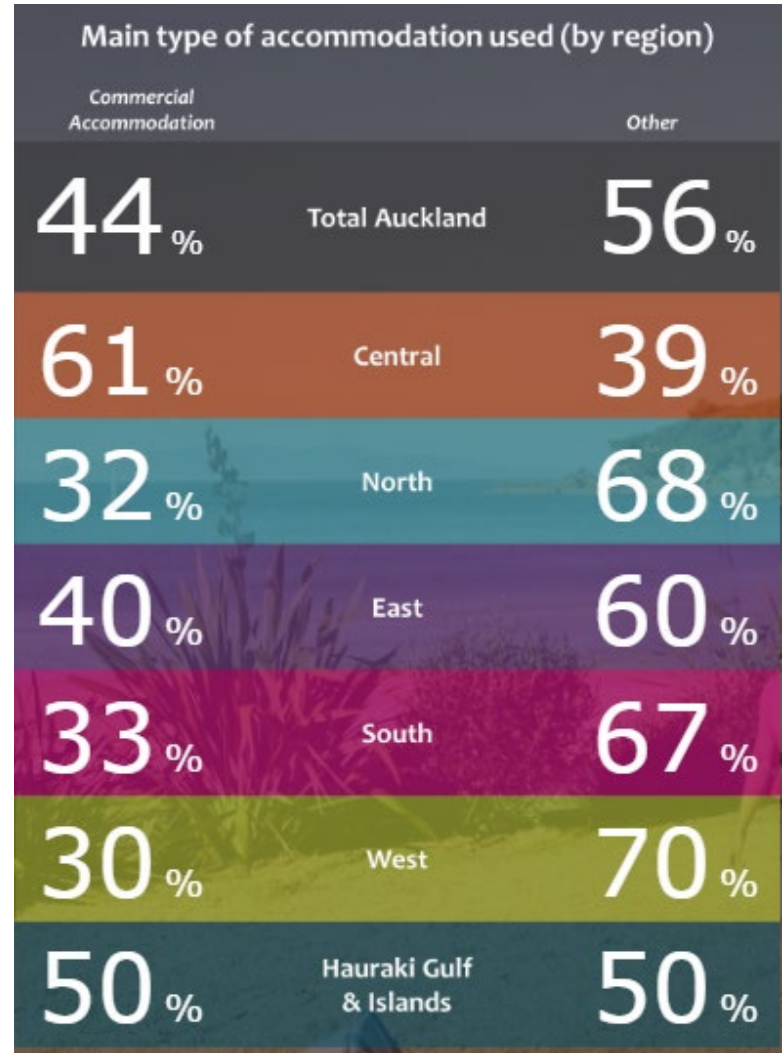 Main type of accommodation used (by region)
Commercial
Accommodation
Other
44% Total Auckland 56%
61% Central 39%
32% North 68%
40% East 60%
33% South 67%
30% West 70%
50% Hauraki Gulf
& Islands 50%